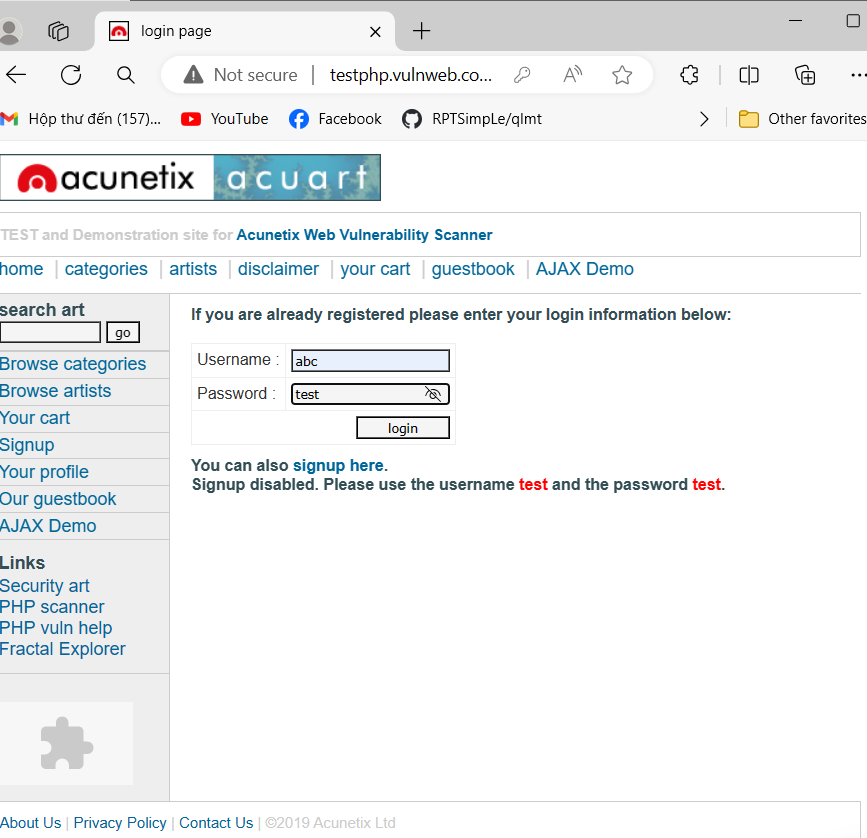 login page
Not secure testphp.vulnweb.co...
Hộp thư đến (157)... YouTube Facebook RPTSimpLe/qlmt Other favorites
acunetix acuart
TEST and Demonstration site for Acunetix Web Vulnerability Scanner
home | categories | artists | disclaimer | your cart | guestbook | AJAX Demo
search art
go
Browse categories
Browse artists
Your cart
Signup
Your profile
Our guestbook
AJAX Demo
Links
Security art
PHP scanner
PHP vuln help
Fractal Explorer
If you are already registered please enter your login information below:
Username : abc
Password : test
login
You can also signup here.
Signup disabled. Please use the username test and the password test.
About Us | Privacy Policy | Contact Us | ©2019 Acunetix Ltd